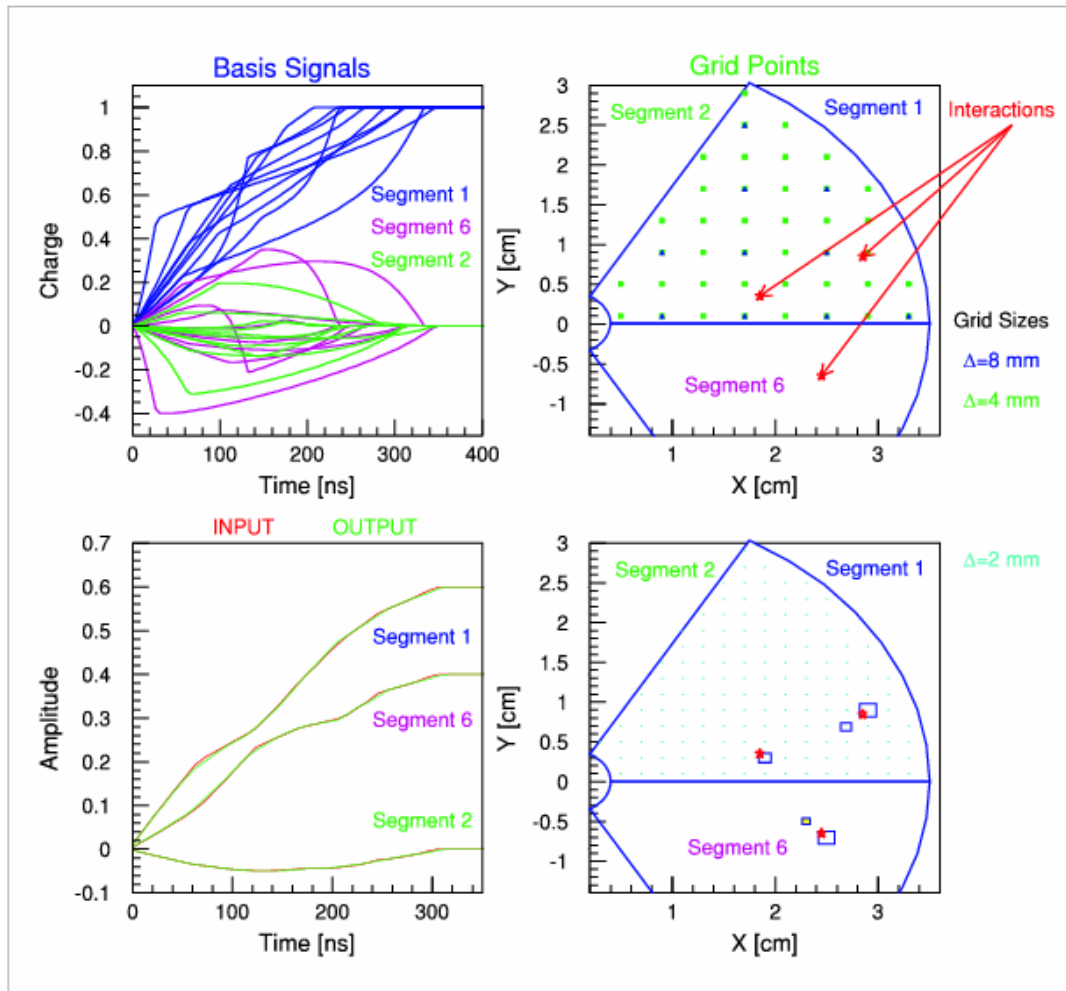 Basis Signals
1
0.8
0.6
0.4
0.2
0
-0.2
-0.4
Charge
Segment 1
Segment 6
Segment 2
0 100 200 300 400
Time [ns]
Grid Points
3
2.5
2
1.5
1
0.5
0
-0.5
-1
Y [cm]
Segment 2
Segment 1
Interactions
Segment 6
Grid Sizes
Δ=8 mm
Δ=4 mm
1 2 3
X [cm]
INPUT OUTPUT
0.7
0.6
0.5
0.4
0.3
0.2
0.1
0
-0.1
Amplitude
Segment 1
Segment 6
Segment 2
0 100 200 300
Time [ns]
3
2.5
2
1.5
1
0.5
0
-0.5
-1
Y [cm]
Segment 2
Segment 1
Δ=2 mm
Segment 6
1 2 3
X [cm]